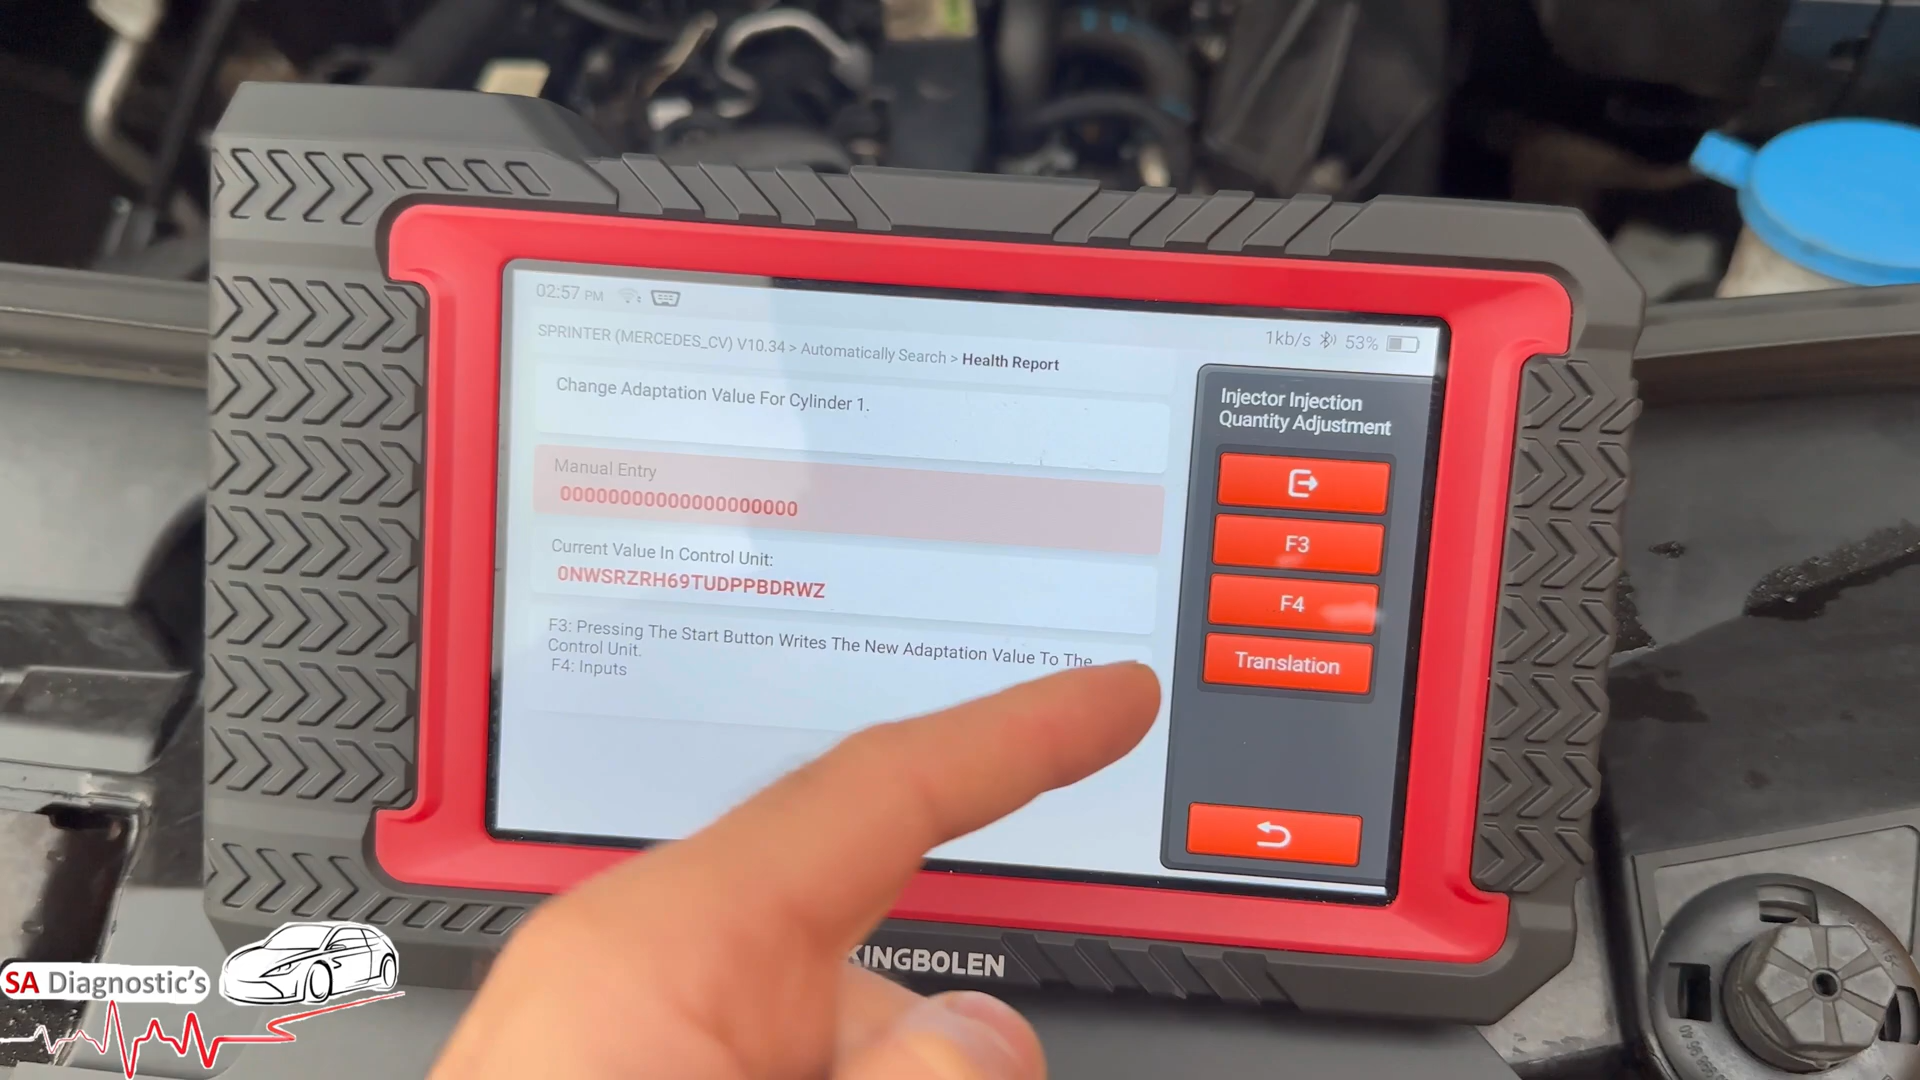 02:57 PM
1kb/s 53%
SPRINTER (MERCEDES_CV) V10.34 > Automatically Search > Health Report
Change Adaptation Value For Cylinder 1.
Manual Entry
00000000000000000000
Current Value In Control Unit:
0NWSRZRH69TUDPPBDRWZ
F3: Pressing The Start Button Writes The New Adaptation Value To The
Control Unit.
F4: Inputs
Injector Injection
Quantity Adjustment
F3
F4
Translation
KINGBOLEN
SA Diagnostic's